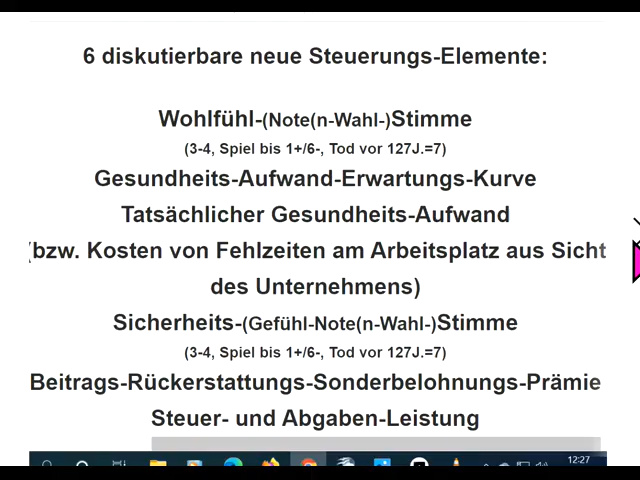 6 diskutierbare neue Steuerungs-Elemente:
Wohlfühl-(Note(n-Wahl-)Stimme
(3-4, Spiel bis 1+/6-, Tod vor 127J.=7)
Gesundheits-Aufwand-Erwartungs-Kurve
Tatsächlicher Gesundheits-Aufwand
(bzw. Kosten von Fehlzeiten am Arbeitsplatz aus Sicht
des Unternehmens)
Sicherheits-(Gefühl-Note(n-Wahl-)Stimme
(3-4, Spiel bis 1+/6-, Tod vor 127J.=7)
Beitrags-Rückerstattungs-Sonderbelohnungs-Prämie
Steuer- und Abgaben-Leistung
12:27